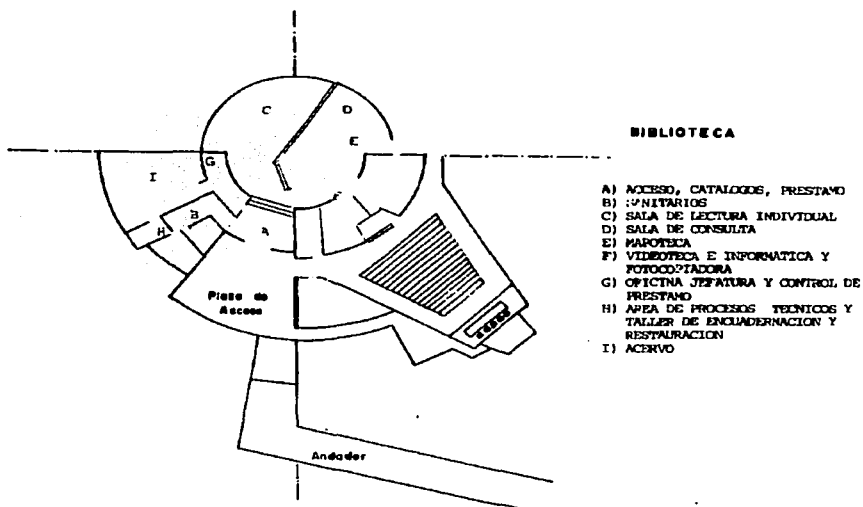 BIBLIOTECA
A) ACCESO, CATALOGOS, PRESTAMO
B) SANITARIOS
C) SALA DE LECTURA INDIVIDUAL
D) SALA DE CONSULTA
E) MAPOTECA
F) VIDEOTECA E INFORMATICA Y
FOTOCOPIADORA
G) OFICINA JEFATURA Y CONTROL DE
PRESTAMO
H) AREA DE PROCESOS TECNICOS Y
TALLER DE ENCUADERNACION Y
RESTAURACION
I) ACERVO
C
D
E
G
I
F
B
H
A
Plaza de
Acceso
Andador